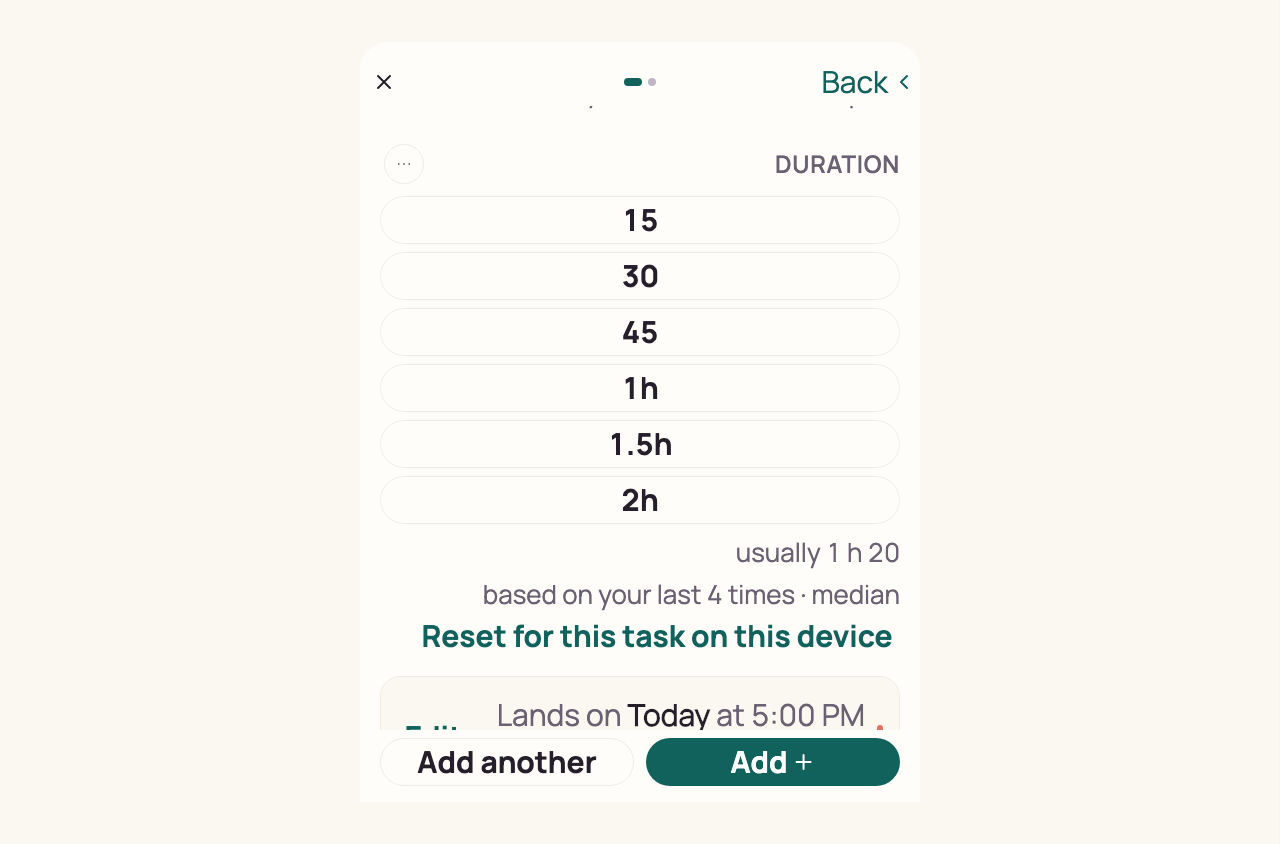 Back
DURATION
15
30
45
1h
1.5h
2h
usually 1 h 20
based on your last 4 times · median
Reset for this task on this device
Lands on Today at 5:00 PM
Add another
Add +